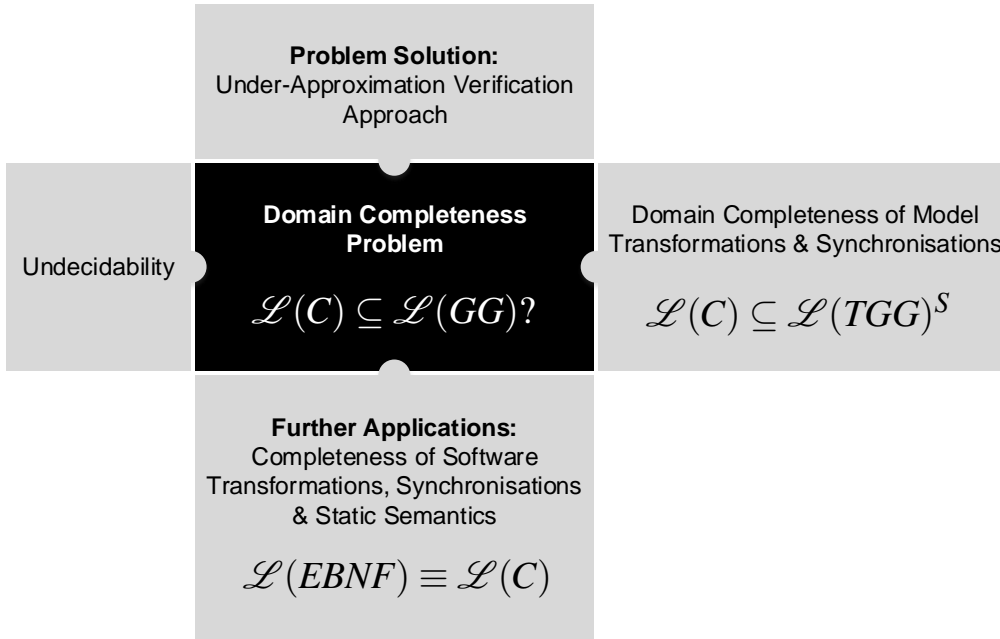 Problem Solution:
Under-Approximation Verification
Approach
Undecidability
Domain Completeness
Problem
ℒ(C) ⊆ ℒ(GG)?
Domain Completeness of Model
Transformations & Synchronisations
ℒ(C) ⊆ ℒ(TGG)^S
Further Applications:
Completeness of Software
Transformations, Synchronisations
& Static Semantics
ℒ(EBNF) ≡ ℒ(C)